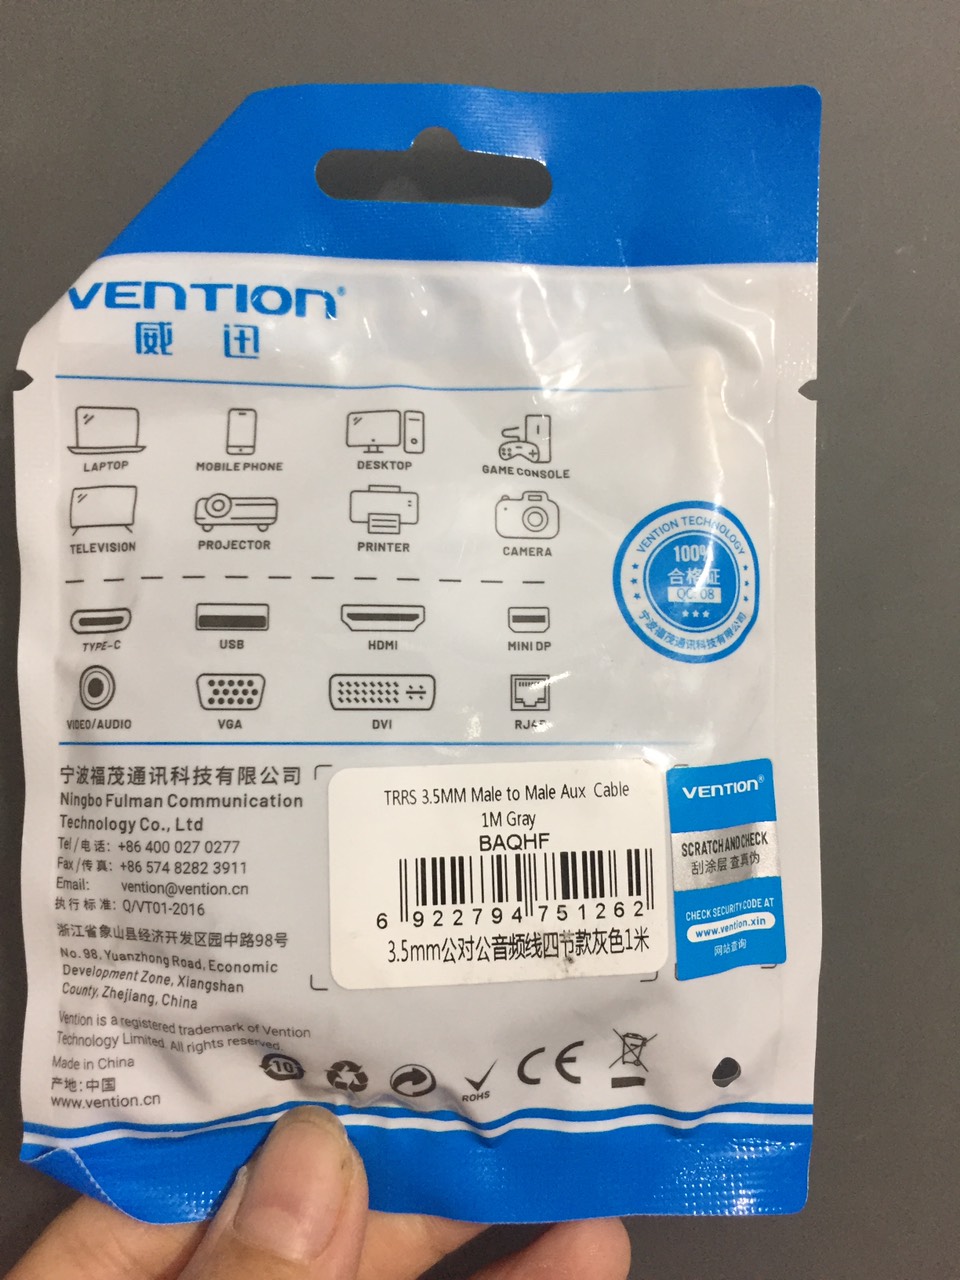 VENTION®
威迅
LAPTOP
MOBILE PHONE
DESKTOP
GAME CONSOLE
TELEVISION
PROJECTOR
PRINTER
CAMERA
VENTION TECHNOLOGY
100%
合格证
QC: 08
宁波福茂通讯科技有限公司
TYPE-C
USB
HDMI
MINI DP
VIDEO/AUDIO
VGA
DVI
RJ45
宁波福茂通讯科技有限公司
Ningbo Fulman Communication
Technology Co., Ltd
Tel/电话: +86 400 027 0277
Fax/传真: +86 574 8282 3911
Email: vention@vention.cn
执行标准: Q/VT01-2016
浙江省象山县经济开发区园中路98号
No. 98, Yuanzhong Road, Economic
Development Zone, Xiangshan
County, Zhejiang, China
Vention is a registered trademark of Vention
Technology Limited. All rights reserved.
Made in China
产地: 中国
www.vention.cn
TRRS 3.5MM Male to Male Aux Cable
1M Gray
BAQHF
6 922794 751262
3.5mm公对公音频线四节款灰色1米
VENTION®
SCRATCH AND CHECK
刮涂层 查真伪
CHECK SECURITY CODE AT
www.vention.xin
网站查询
10
ROHS
CE